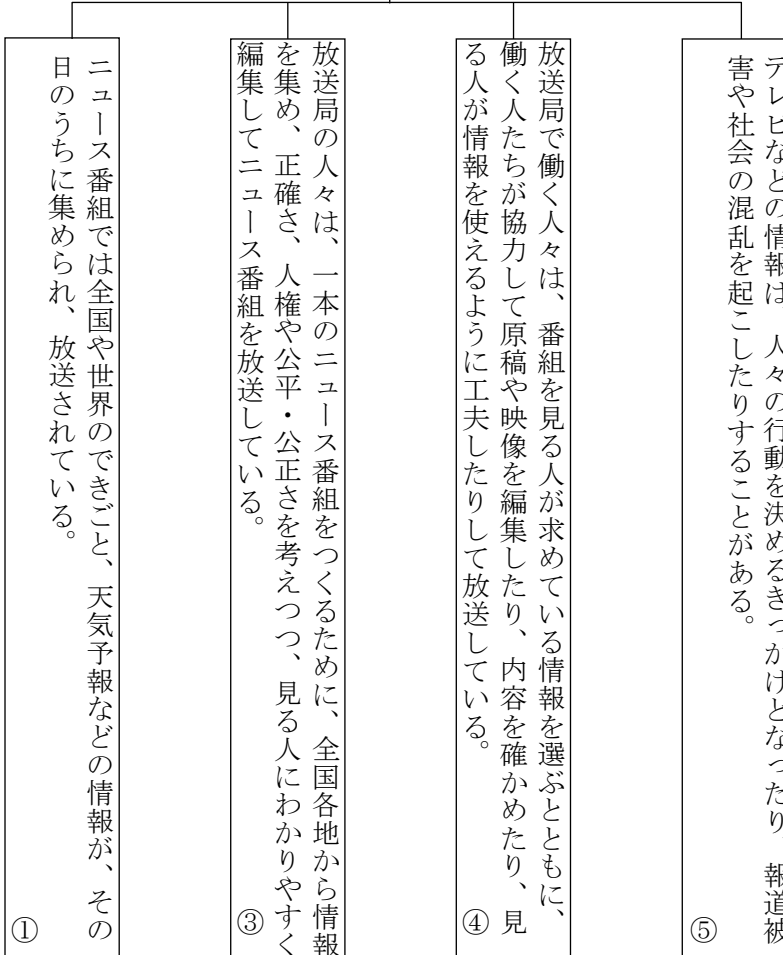 テレビなどの情報は、人々の行動を決めるきっかけとなったり、報道被
害や社会の混乱を起こしたりすることがある。
⑤
放送局で働く人々は、番組を見る人が求めている情報を選ぶとともに、
働く人たちが協力して原稿や映像を編集したり、内容を確かめたり、見
る人が情報を使えるように工夫したりして放送している。
④
放送局の人々は、一本のニュース番組をつくるために、全国各地から情報
を集め、正確さ、人権や公平・公正さを考えつつ、見る人にわかりやすく
編集してニュース番組を放送している。
③
ニュース番組では全国や世界のできごと、天気予報などの情報が、その
日のうちに集められ、放送されている。
①